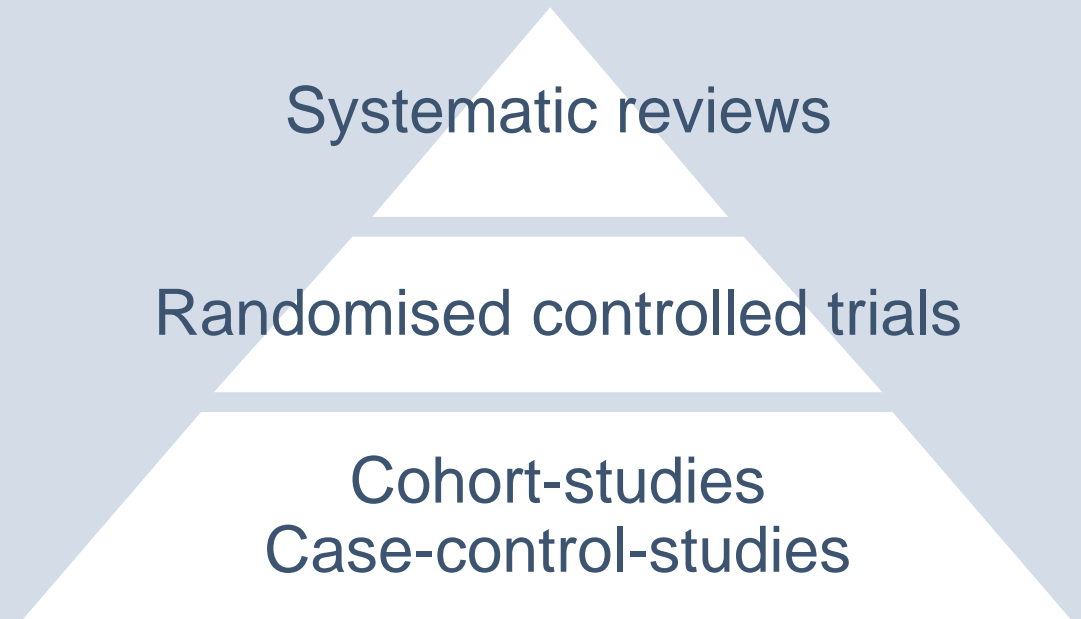 Systematic reviews
Randomised controlled trials
Cohort-studies
Case-control-studies